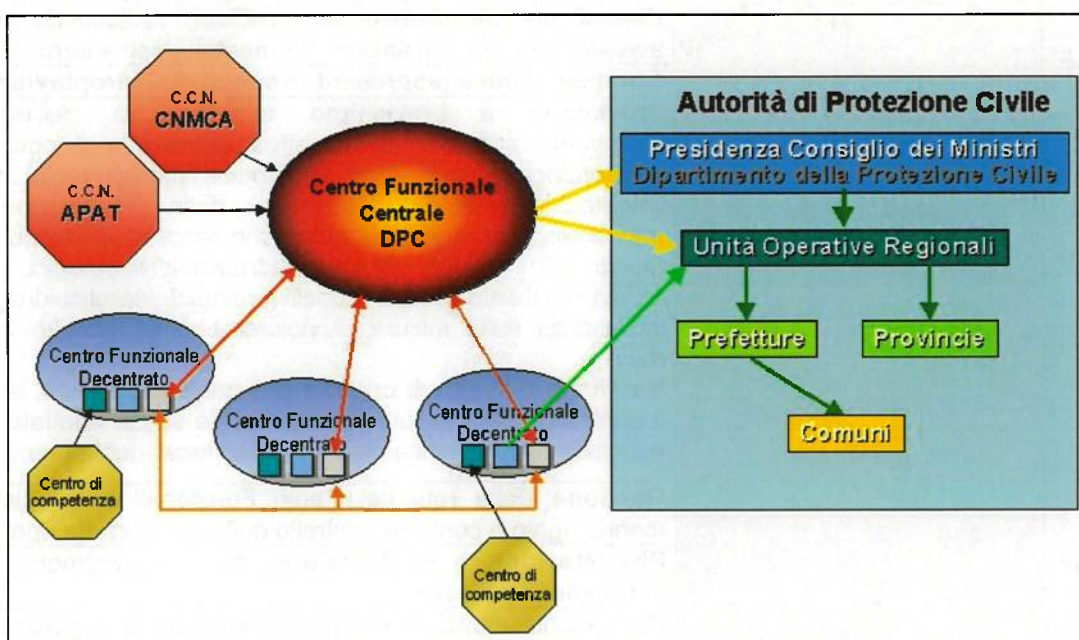 C.C.N.
CNMCA
C.C.N.
APAT
Centro Funzionale
Centrale
DPC
Autorità di Protezione Civile
Presidenza Consiglio dei Ministri
Dipartimento della Protezione Civile
Unità Operative Regionali
Prefetture
Provincie
Comuni
Centro Funzionale
Decentrato
Centro Funzionale
Decentrato
Centro Funzionale
Decentrato
Centro di
competenza
Centro di
competenza